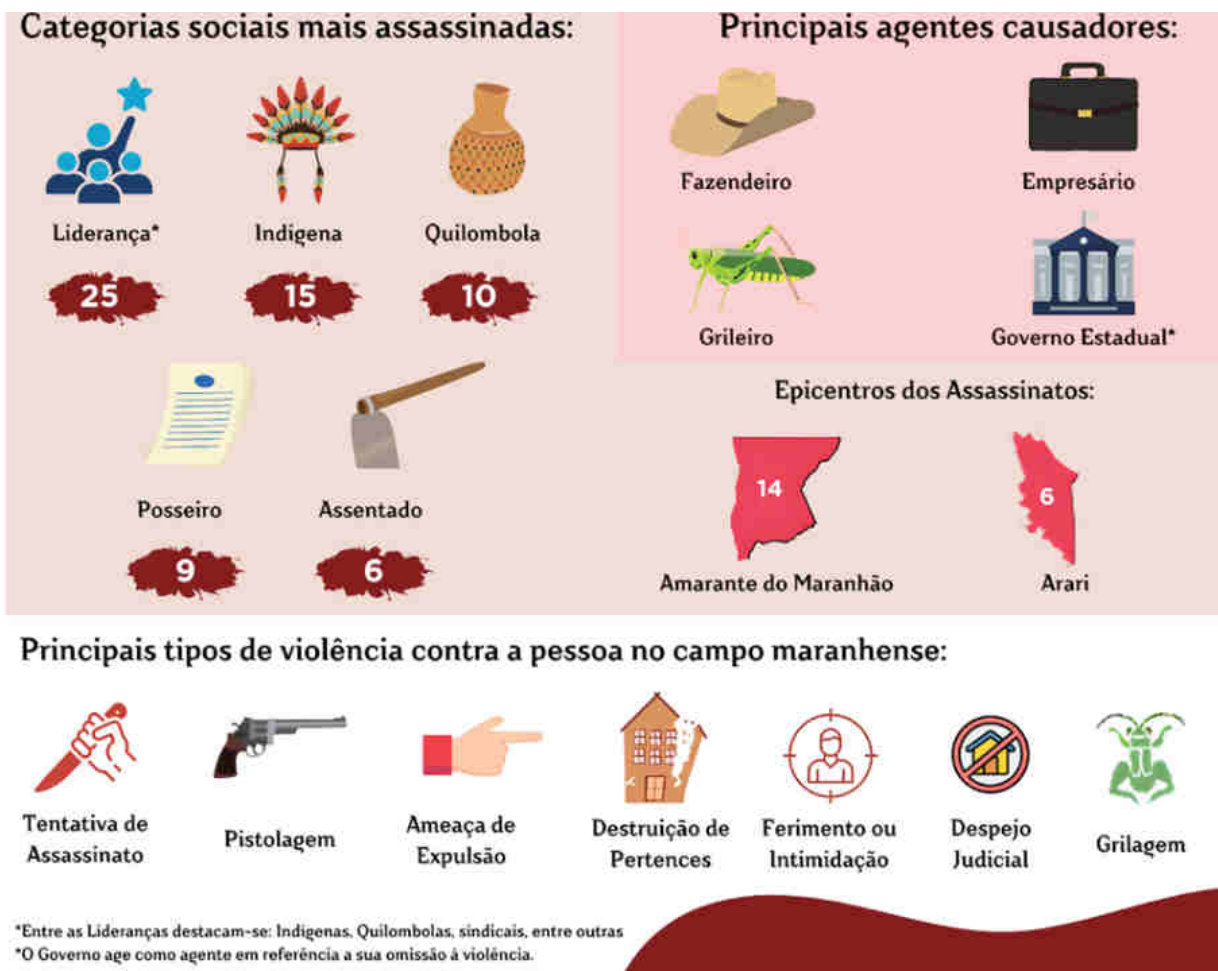 Categorias sociais mais assassinadas:
Liderança*
Indígena
Quilombola
25
15
10
Posseiro
Assentado
9
6
Principais agentes causadores:
Fazendeiro
Empresário
Grileiro
Governo Estadual*
Epicentros dos Assassinatos:
14
6
Amarante do Maranhão
Arari
Principais tipos de violência contra a pessoa no campo maranhense:
Tentativa de
Assassinato
Pistolagem
Ameaça de
Expulsão
Destruição de
Pertences
Ferimento ou
Intimidação
Despejo
Judicial
Grilagem
*Entre as Lideranças destacam-se: Indígenas, Quilombolas, sindicais, entre outras
*O Governo age como agente em referência a sua omissão à violência.